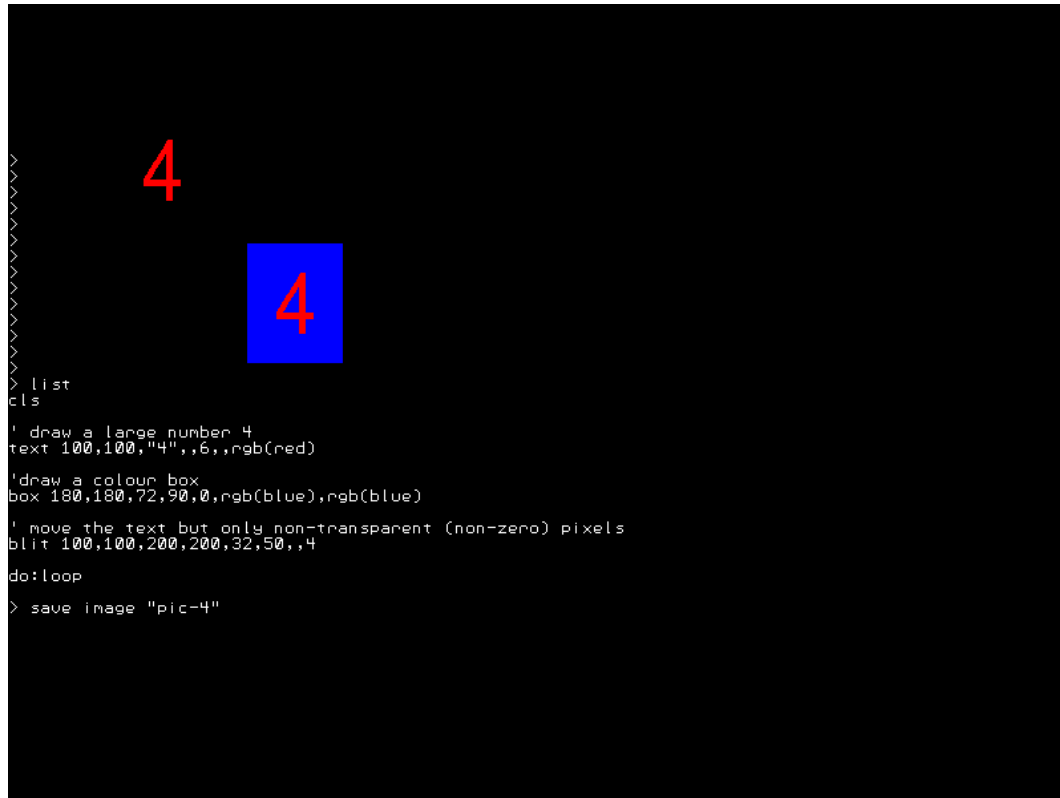 >
4
>
>
>
>
>
>
>
>
>
4
>
>
>
>
> list
cls
' draw a large number 4
text 100,100,"4",,6,,rgb(red)
'draw a colour box
box 180,180,72,90,0,rgb(blue),rgb(blue)
' move the text but only non-transparent (non-zero) pixels
blit 100,100,200,200,32,50,,4
do:loop
> save image "pic-4"